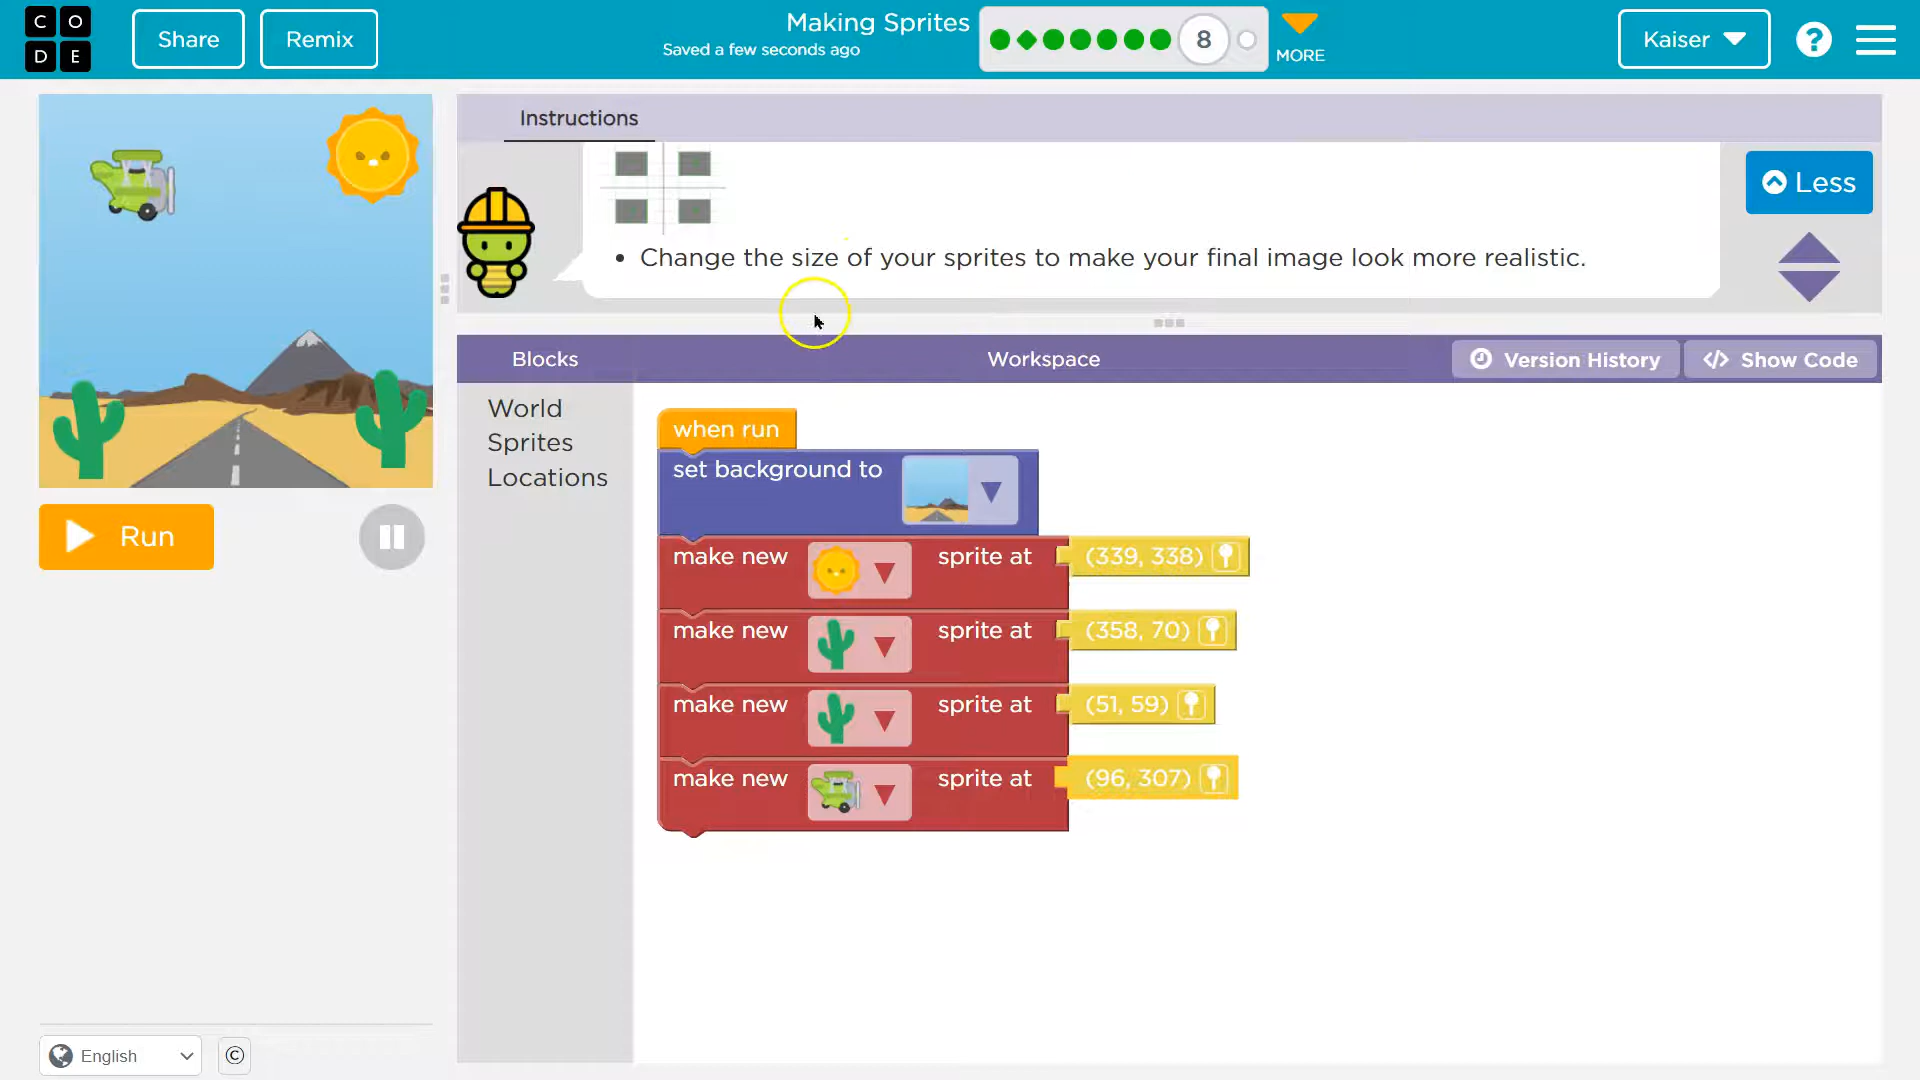 C O
D E
Share
Remix
Making Sprites
Saved a few seconds ago
8
MORE
Kaiser
?
Instructions
• Change the size of your sprites to make your final image look more realistic.
Less
Blocks
Workspace
Version History
</> Show Code
World
Sprites
Locations
when run
set background to
make new sprite at (339, 338)
make new sprite at (358, 70)
make new sprite at (51, 59)
make new sprite at (96, 307)
Run
English
©